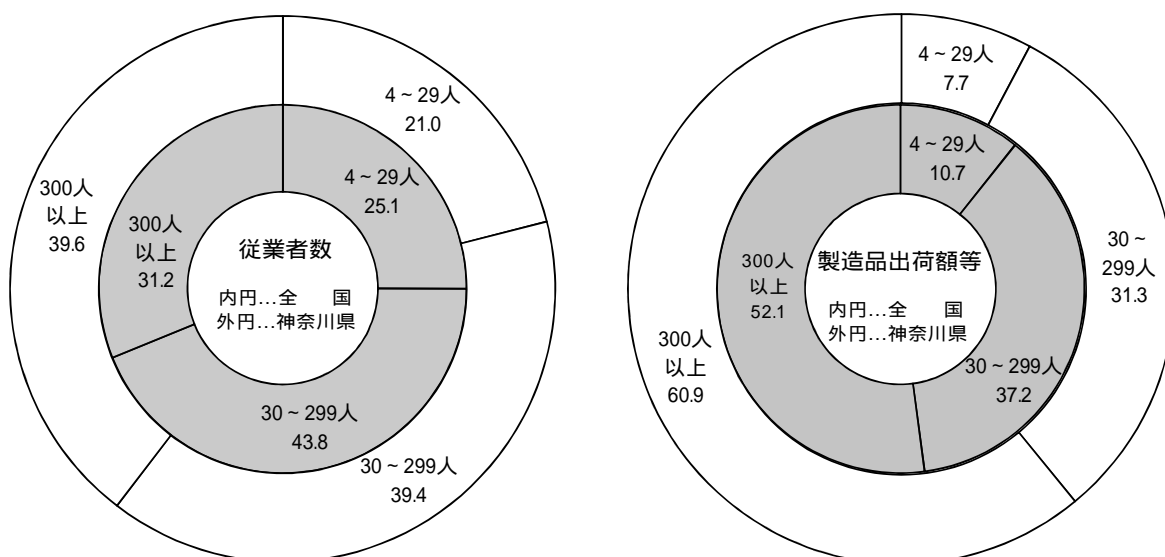 4～29人
21.0
4～29人
25.1
300人
以上
39.6
300人
以上
31.2
従業者数
内円…全　国
外円…神奈川県
30～299人
43.8
30～299人
39.4
4～29人
7.7
4～29人
10.7
300人
以上
52.1
製造品出荷額等
内円…全　国
外円…神奈川県
30～
299人
31.3
300人
以上
60.9
30～299人
37.2